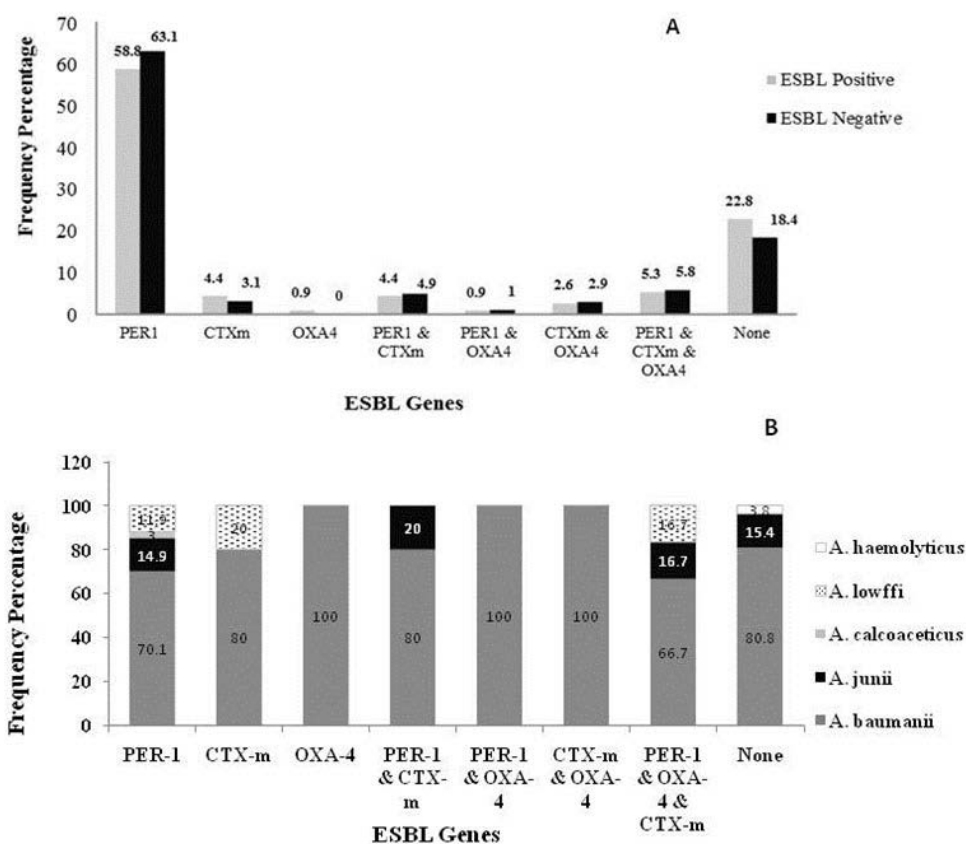 A
70
60
50
40
30
20
10
0
Frequency Percentage
58.8 63.1
4.4 3.1
0.9 0
4.4 4.9
0.9 1
2.6 2.9
5.3 5.8
22.8 18.4
ESBL Positive
ESBL Negative
PER1
CTXm
OXA4
PER1 &
CTXm
PER1 &
OXA4
CTXm &
OXA4
PER1 &
CTXm &
OXA4
None
ESBL Genes
B
120
100
80
60
40
20
0
Frequency Percentage
11.9
3
14.9
70.1
20
80
100
20
80
100
100
16.7
16.7
66.7
3.8
15.4
80.8
A. haemolyticus
A. lowffi
A. calcoaceticus
A. junii
A. baumanii
PER-1
CTX-m
OXA-4
PER-1
& CTX-
m
PER-1
& OXA-
4
CTX-m
& OXA-
4
PER-1
& OXA-
4 &
CTX-m
None
ESBL Genes